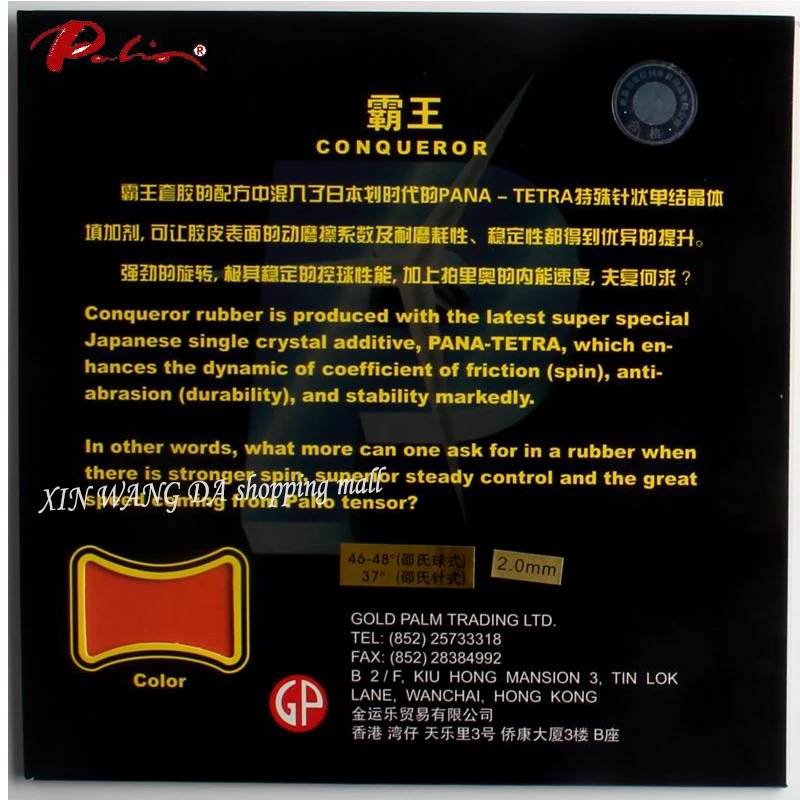 Palio®
合格
霸王
CONQUEROR
霸王套胶的配方中混入了日本划时代的PANA – TETRA特殊针状单结晶体
填加剂,可让胶皮表面的动磨擦系数及耐磨耗性、稳定性都得到优异的提升。
强劲的旋转,极其稳定的控球性能,加上拍里奥的内能速度,夫复何求?
Conqueror rubber is produced with the latest super special
Japanese single crystal additive, PANA-TETRA, which en-
hances the dynamic of coefficient of friction (spin), anti-
abrasion (durability), and stability markedly.
In other words, what more can one ask for in a rubber when
there is stronger spin, superior steady control and the great
speed coming from Palio tensor?
XIN WANG DA shopping mall
46-48°(邵氏球式)
37° (邵氏针式)
2.0mm
Color
GP
GOLD PALM TRADING LTD.
TEL: (852) 25733318
FAX: (852) 28384992
B 2/F, KIU HONG MANSION 3, TIN LOK
LANE, WANCHAI, HONG KONG
金运乐贸易有限公司
香港 湾仔 天乐里3号 侨康大厦3楼 B座